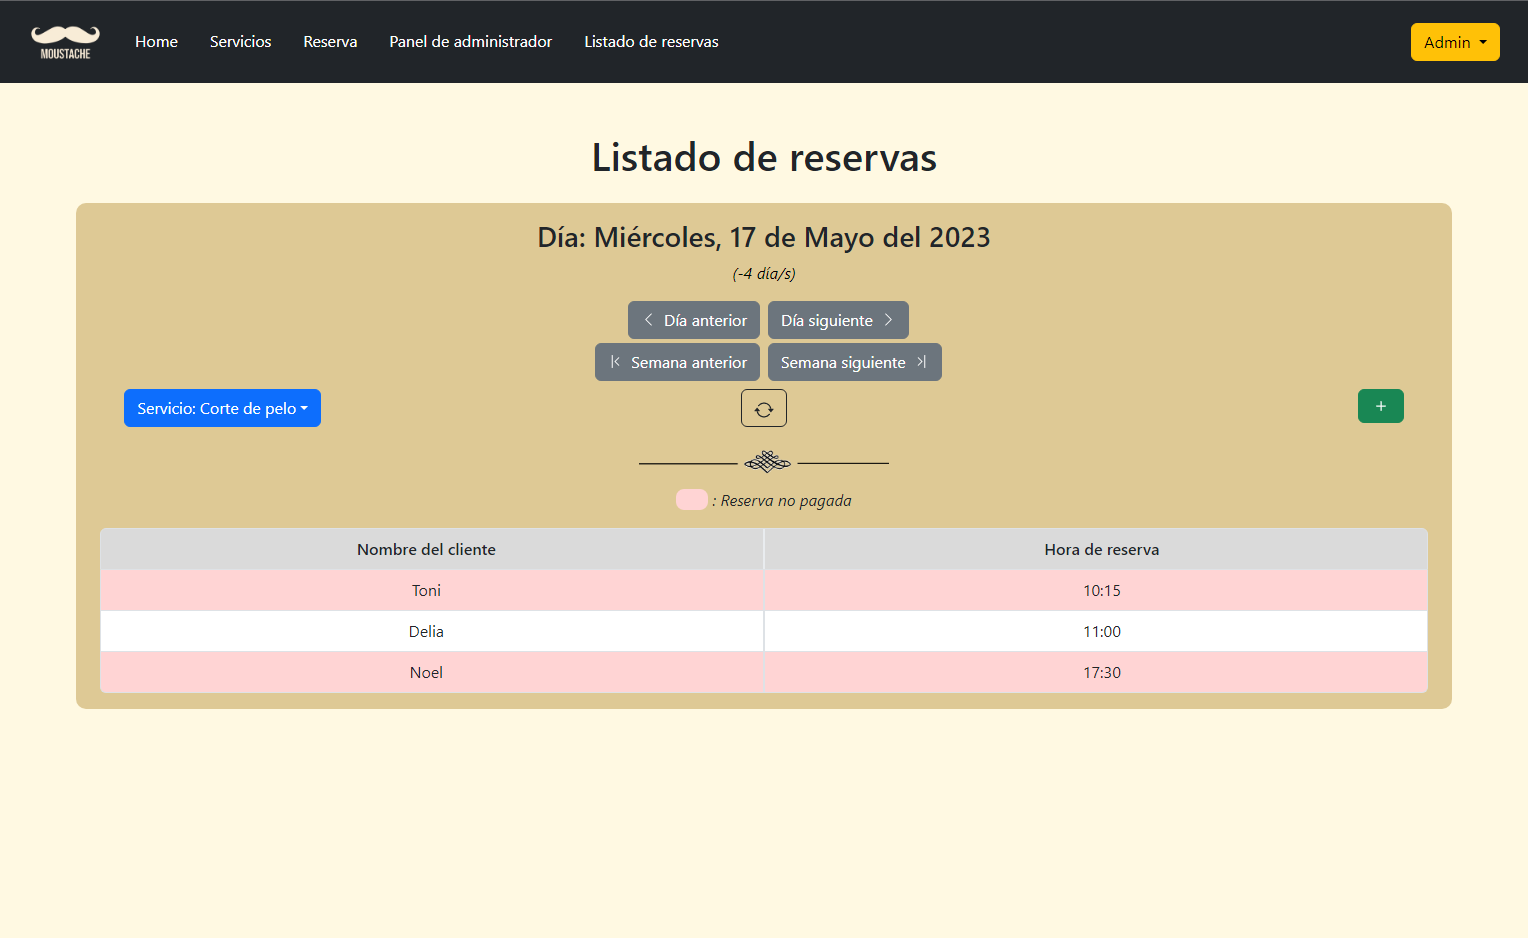 MOUSTACHE
Home Servicios Reserva Panel de administrador Listado de reservas Admin
Listado de reservas
Día: Miércoles, 17 de Mayo del 2023
(-4 día/s)
Día anterior Día siguiente
Semana anterior Semana siguiente
Servicio: Corte de pelo +
: Reserva no pagada
Nombre del cliente Hora de reserva
Toni 10:15
Delia 11:00
Noel 17:30